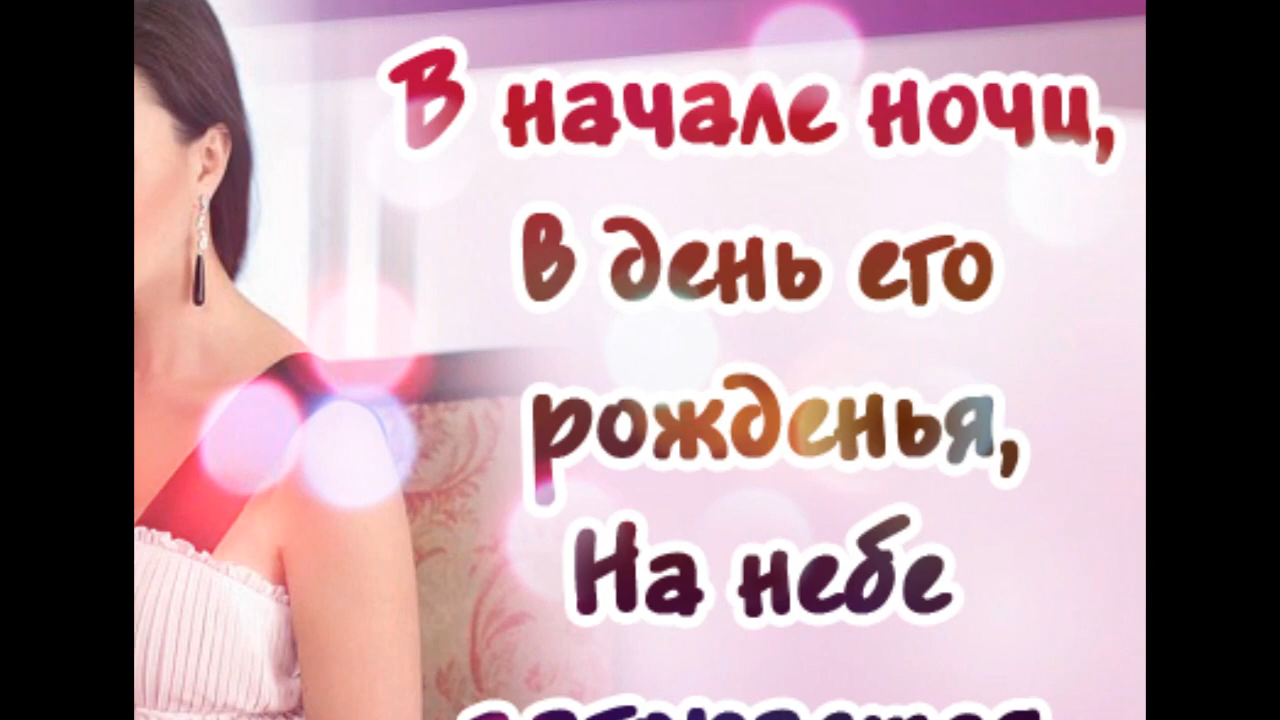 В начале ночи,
В день его
рожденья,
На небе